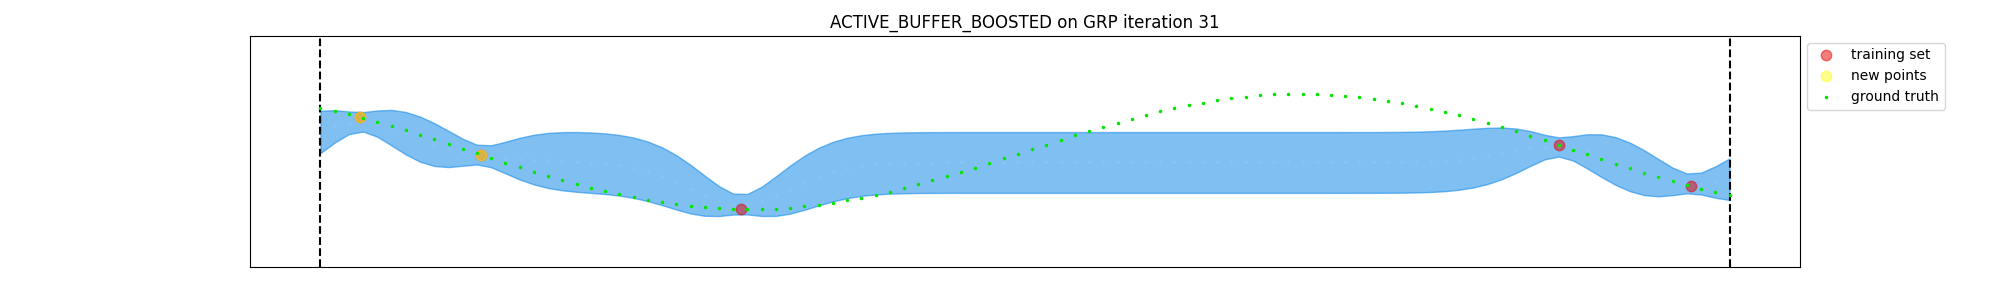 ACTIVE_BUFFER_BOOSTED on GRP iteration 31
training set
new points
ground truth